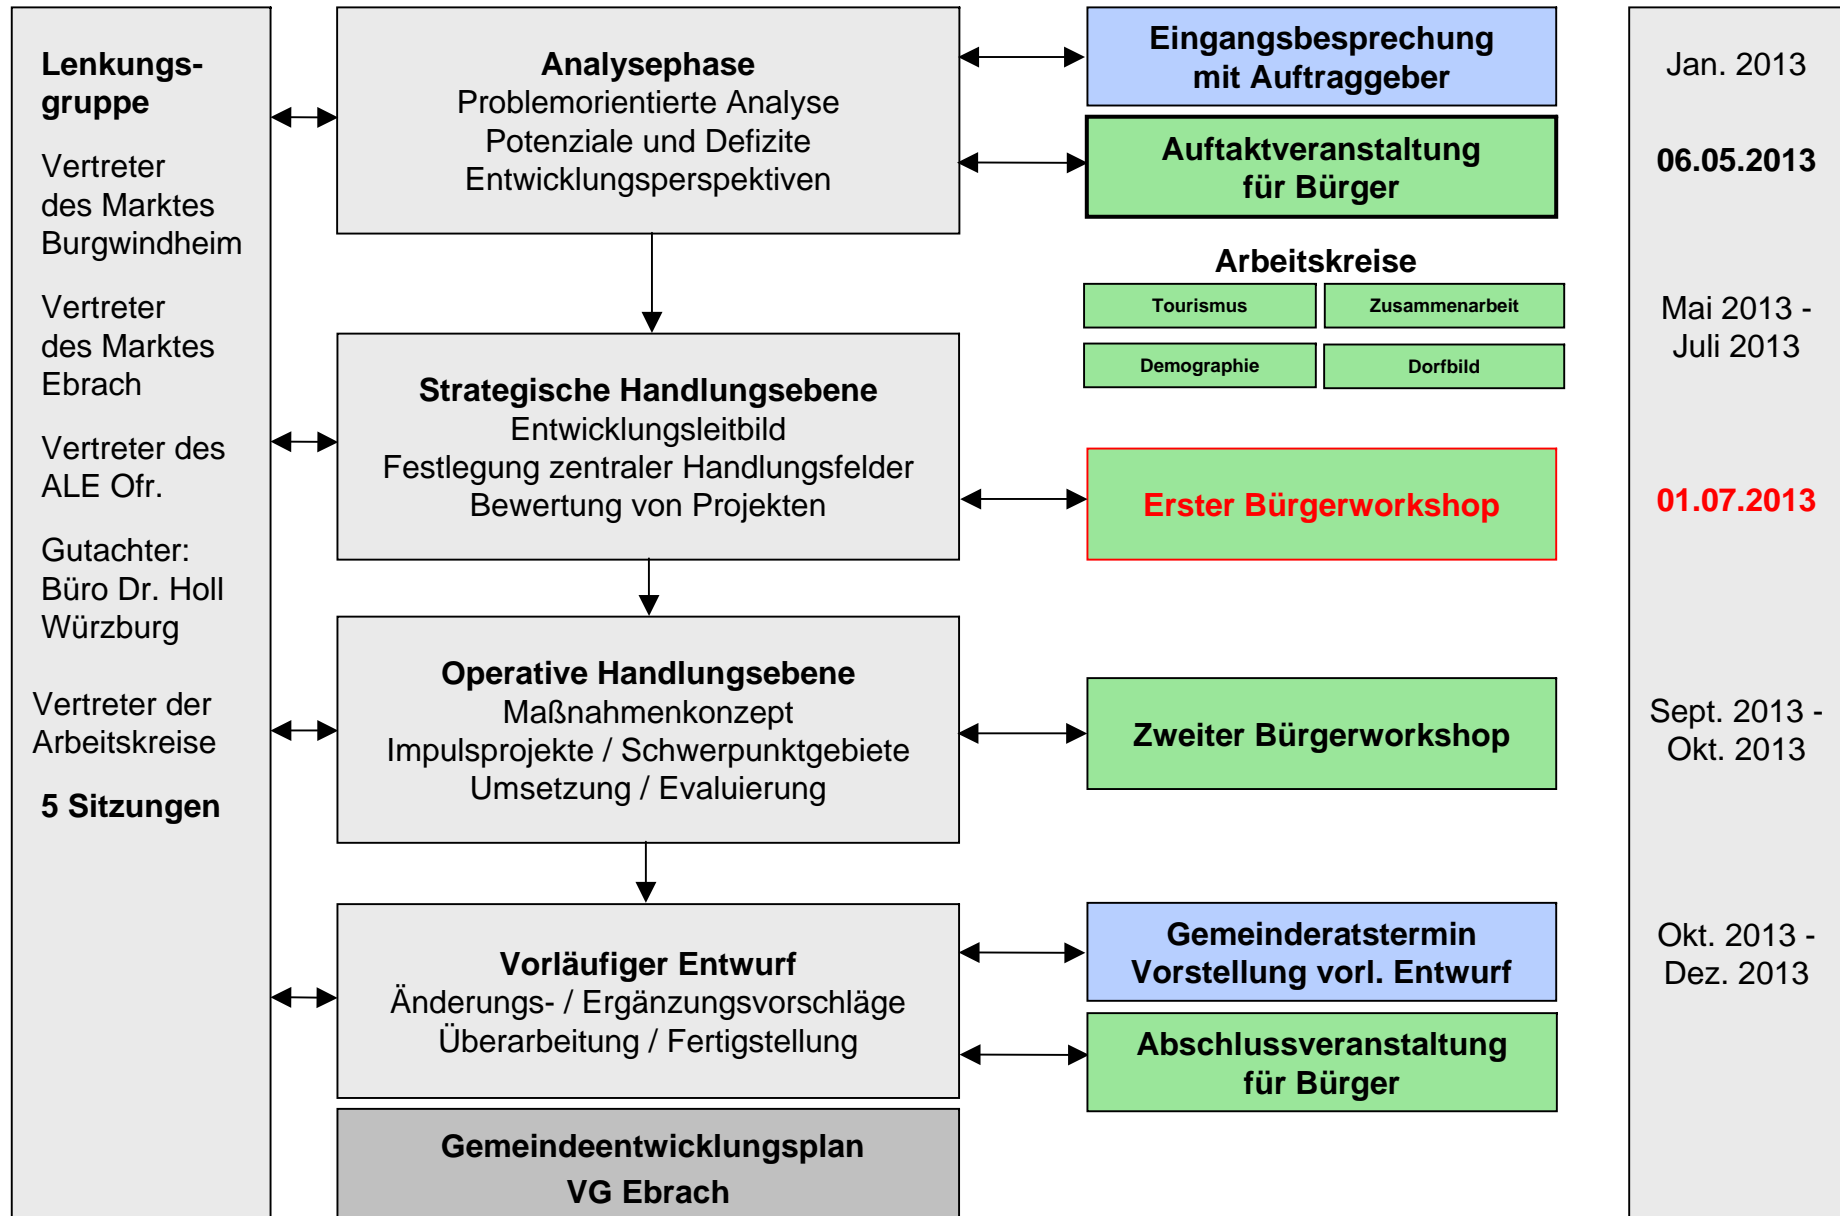 Lenkungs-
gruppe
Vertreter
des Marktes
Burgwindheim
Vertreter
des Marktes
Ebrach
Vertreter des
ALE Ofr.
Gutachter:
Büro Dr. Holl
Würzburg
Vertreter der
Arbeitskreise
5 Sitzungen
Analysephase
Problemorientierte Analyse
Potenziale und Defizite
Entwicklungsperspektiven
Strategische Handlungsebene
Entwicklungsleitbild
Festlegung zentraler Handlungsfelder
Bewertung von Projekten
Operative Handlungsebene
Maßnahmenkonzept
Impulsprojekte / Schwerpunktgebiete
Umsetzung / Evaluierung
Vorläufiger Entwurf
Änderungs- / Ergänzungsvorschläge
Überarbeitung / Fertigstellung
Gemeindeentwicklungsplan
VG Ebrach
Eingangsbesprechung
mit Auftraggeber
Auftaktveranstaltung
für Bürger
Arbeitskreise
Tourismus
Zusammenarbeit
Demographie
Dorfbild
Erster Bürgerworkshop
Zweiter Bürgerworkshop
Gemeinderatstermin
Vorstellung vorl. Entwurf
Abschlussveranstaltung
für Bürger
Jan. 2013
06.05.2013
Mai 2013 -
Juli 2013
01.07.2013
Sept. 2013 -
Okt. 2013
Okt. 2013 -
Dez. 2013